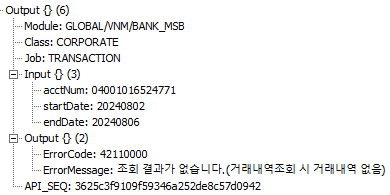 Output {} (6)
Module: GLOBAL/VNM/BANK_MSB
Class: CORPORATE
Job: TRANSACTION
Input {} (3)
acctNum: 04001016524771
startDate: 20240802
endDate: 20240806
Output {} (2)
ErrorCode: 42110000
ErrorMessage: 조회 결과가 없습니다.(거래내역조회 시 거래내역 없음)
API_SEQ: 3625c3f9109f59346a252de8c57d0942